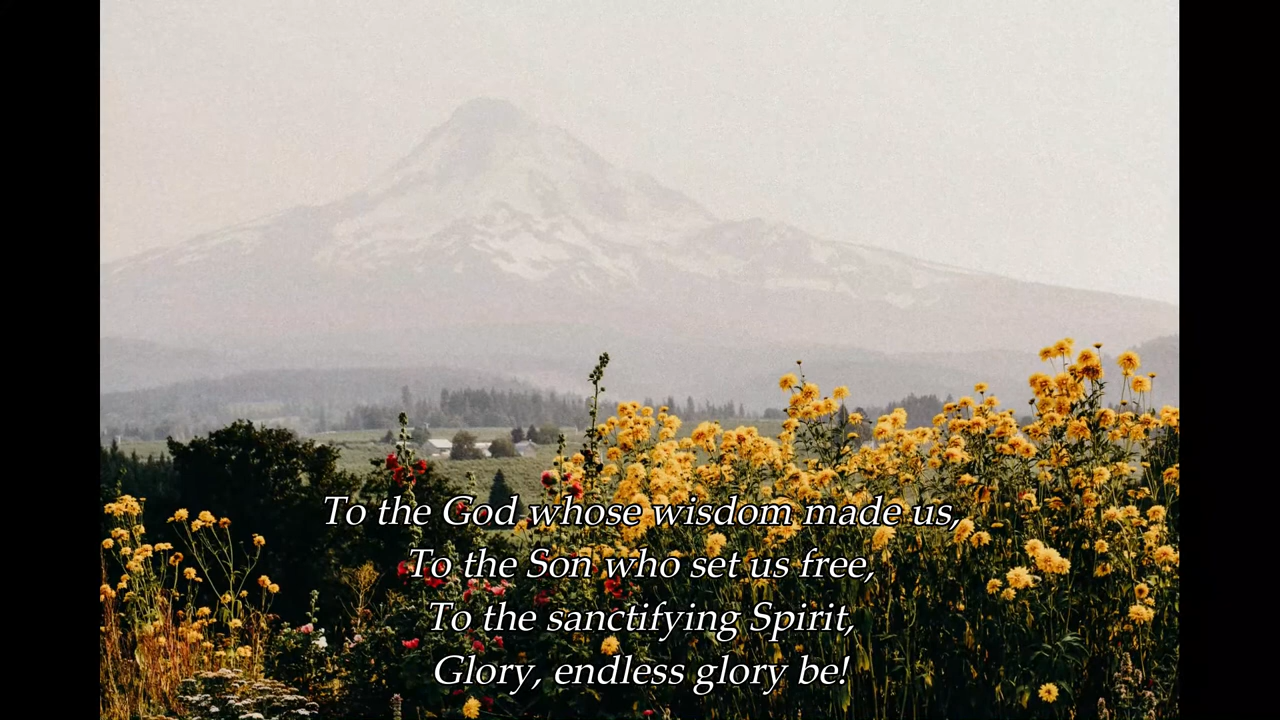 To the God whose wisdom made us,
To the Son who set us free,
To the sanctifying Spirit,
Glory, endless glory be!